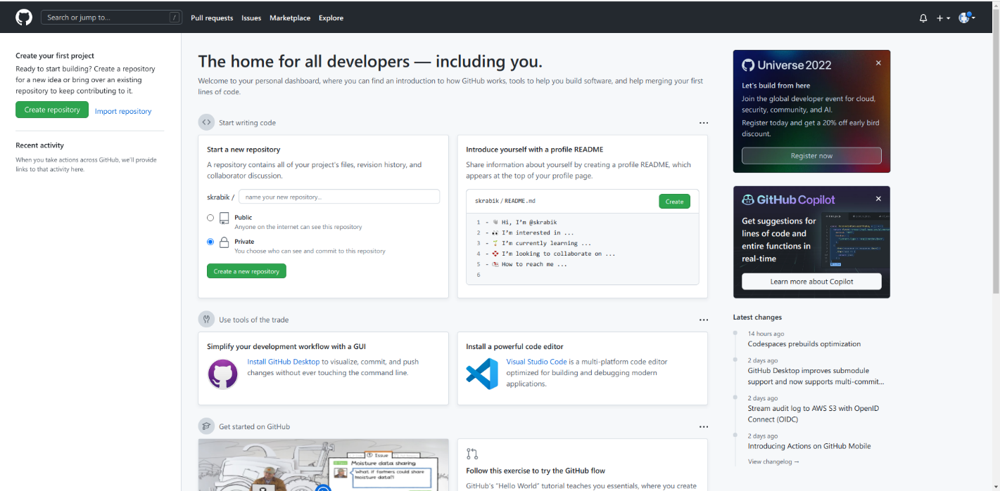 Search or jump to...
/
Pull requests
Issues
Marketplace
Explore
Create your first project
Ready to start building? Create a repository
for a new idea or bring over an existing
repository to keep contributing to it.
Create repository
Import repository
Recent activity
When you take actions across GitHub, we'll provide
links to that activity here.
The home for all developers — including you.
Welcome to your personal dashboard, where you can find an introduction to how GitHub works, tools to help you build software, and help merging your first
lines of code.
Start writing code
Start a new repository
A repository contains all of your project's files, revision history, and
collaborator discussion.
skrabik /
name your new repository...
Public
Anyone on the internet can see this repository
Private
You choose who can see and commit to this repository
Create a new repository
Introduce yourself with a profile README
Share information about yourself by creating a profile README, which
appears at the top of your profile page.
skrabik / README.md
Create
1 - 👋 Hi, I'm @skrabik
2 - 👀 I'm interested in ...
3 - 🌱 I'm currently learning ...
4 - 💞️ I'm looking to collaborate on ...
5 - 📫 How to reach me ...
6
Use tools of the trade
Simplify your development workflow with a GUI
Install GitHub Desktop to visualize, commit, and push
changes without ever touching the command line.
Install a powerful code editor
Visual Studio Code is a multi-platform code editor
optimized for building and debugging modern
applications.
Get started on GitHub
Issue
Moisture data sharing
What if farmers could share
moisture data?!
Follow this exercise to try the GitHub flow
GitHub's "Hello World" tutorial teaches you essentials, where you create
Universe 2022
Let's build from here
Join the global developer event for cloud,
security, community, and AI.
Register today and get a 20% off early bird
discount.
Register now
GitHub Copilot
Get suggestions for
lines of code and
entire functions in
real-time
Learn more about Copilot
Latest changes
14 hours ago
Codespaces prebuilds optimization
2 days ago
GitHub Desktop improves submodule
support and now supports multi-commit...
2 days ago
Stream audit log to AWS S3 with OpenID
Connect (OIDC)
2 days ago
Introducing Actions on GitHub Mobile
View changelog →